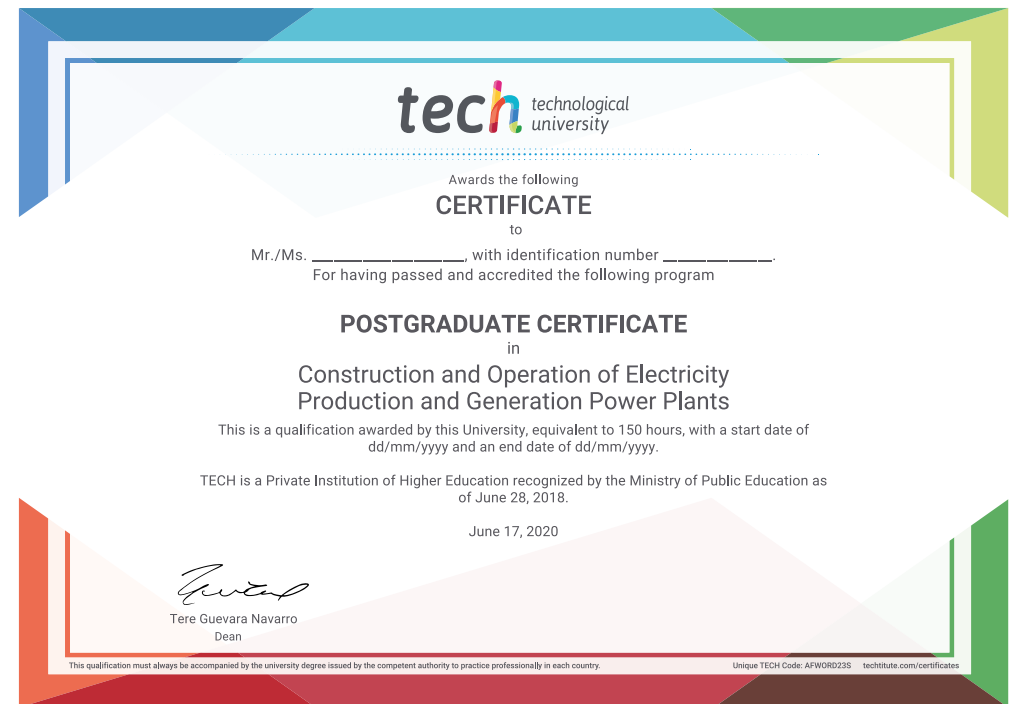 tech technological
university
Awards the following
CERTIFICATE
to
Mr./Ms. ____________________, with identification number ______________.
For having passed and accredited the following program
POSTGRADUATE CERTIFICATE
in
Construction and Operation of Electricity
Production and Generation Power Plants
This is a qualification awarded by this University, equivalent to 150 hours, with a start date of
dd/mm/yyyy and an end date of dd/mm/yyyy.
TECH is a Private Institution of Higher Education recognized by the Ministry of Public Education as
of June 28, 2018.
June 17, 2020
Tere Guevara Navarro
Dean
This qualification must always be accompanied by the university degree issued by the competent authority to practice professionally in each country.
Unique TECH Code: AFWORD23S techtitute.com/certificates